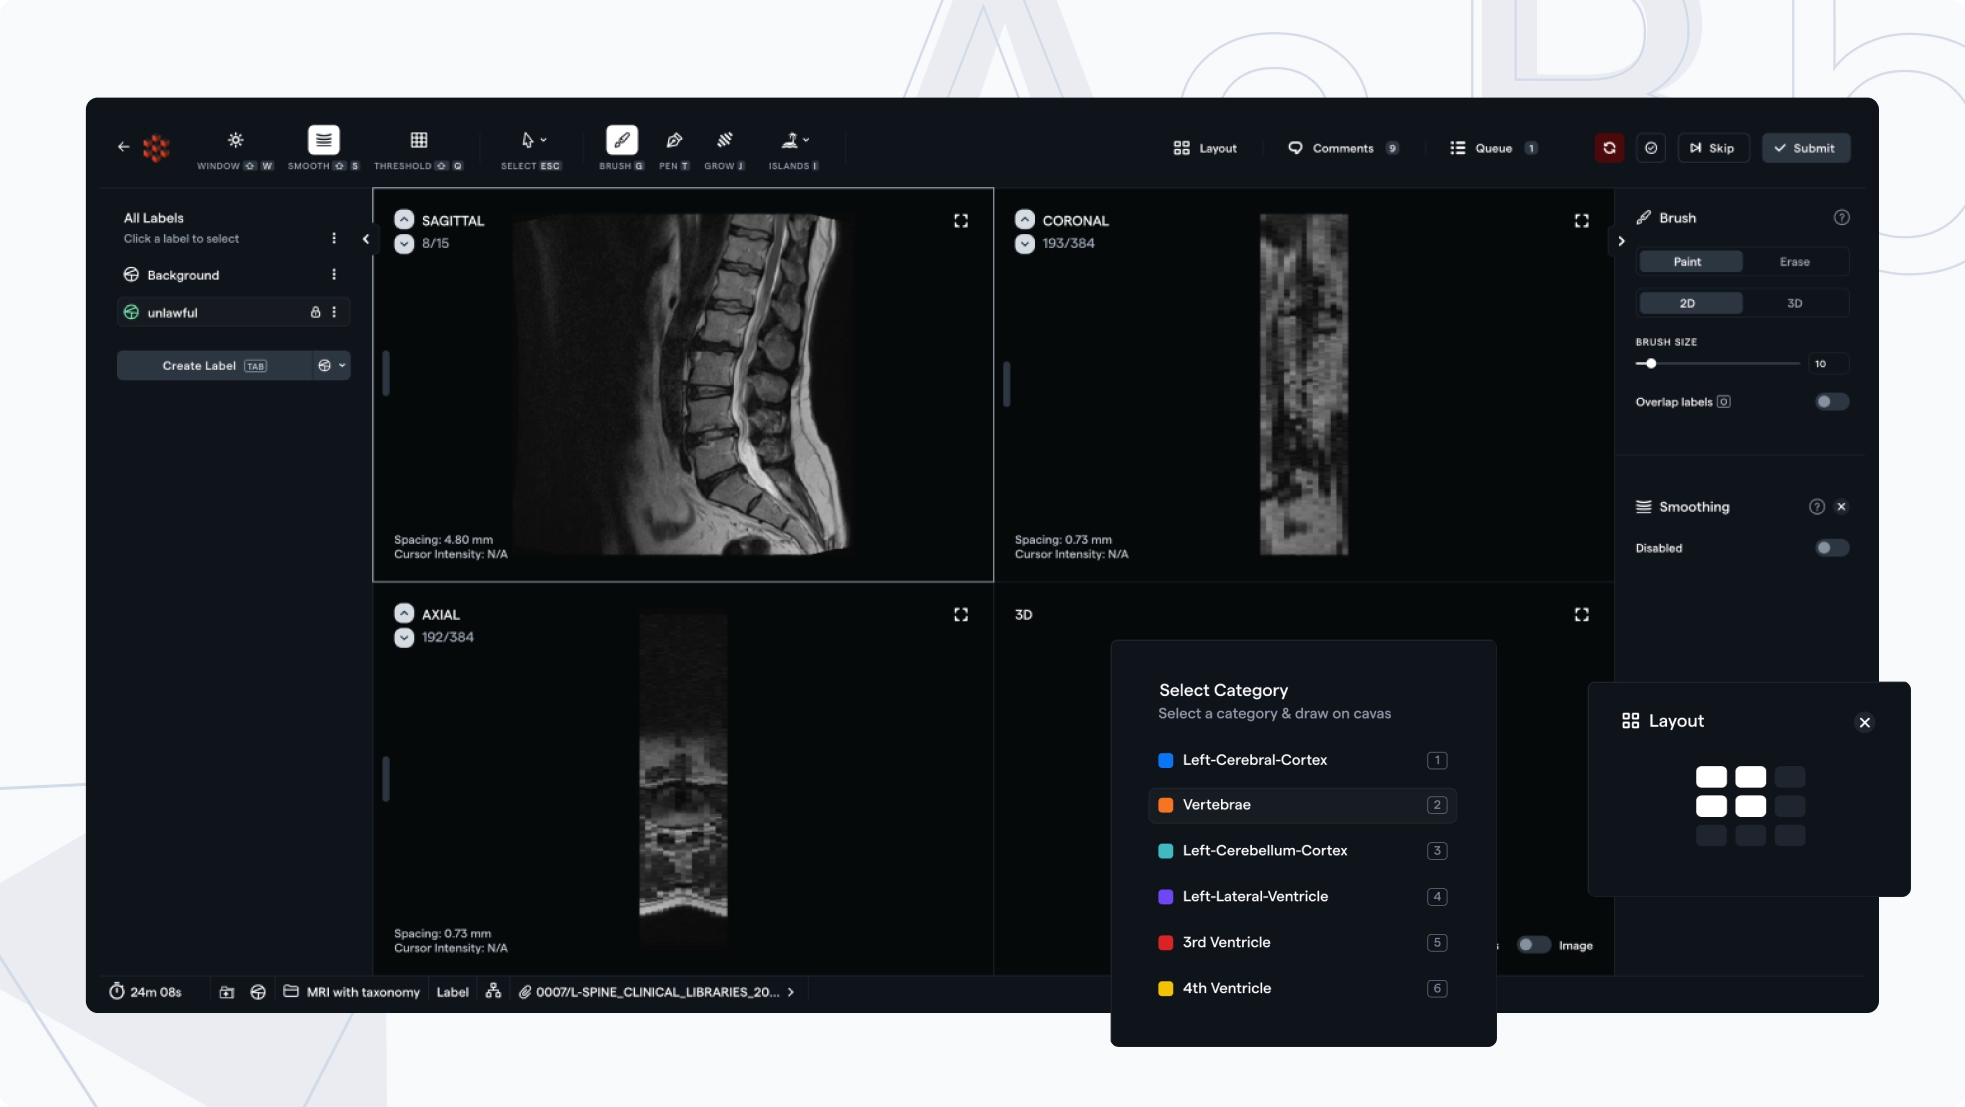 WINDOW W
SMOOTH S
THRESHOLD Q
SELECT ESC
BRUSH G
PEN T
GROW J
ISLANDS I
Layout
Comments 9
Queue 1
Skip
Submit
All Labels
Click a label to select
Background
unlawful
Create Label TAB
SAGITTAL
8/15
Spacing: 4.80 mm
Cursor Intensity: N/A
CORONAL
193/384
Spacing: 0.73 mm
Cursor Intensity: N/A
AXIAL
192/384
Spacing: 0.73 mm
Cursor Intensity: N/A
3D
s
Image
Brush
?
Paint Erase
2D 3D
BRUSH SIZE
10
Overlap labels O
Smoothing
?
Disabled
Select Category
Select a category & draw on cavas
Left-Cerebral-Cortex 1
Vertebrae 2
Left-Cerebellum-Cortex 3
Left-Lateral-Ventricle 4
3rd Ventricle 5
4th Ventricle 6
Layout
24m 08s
MRI with taxonomy
Label
0007/L-SPINE_CLINICAL_LIBRARIES_20...